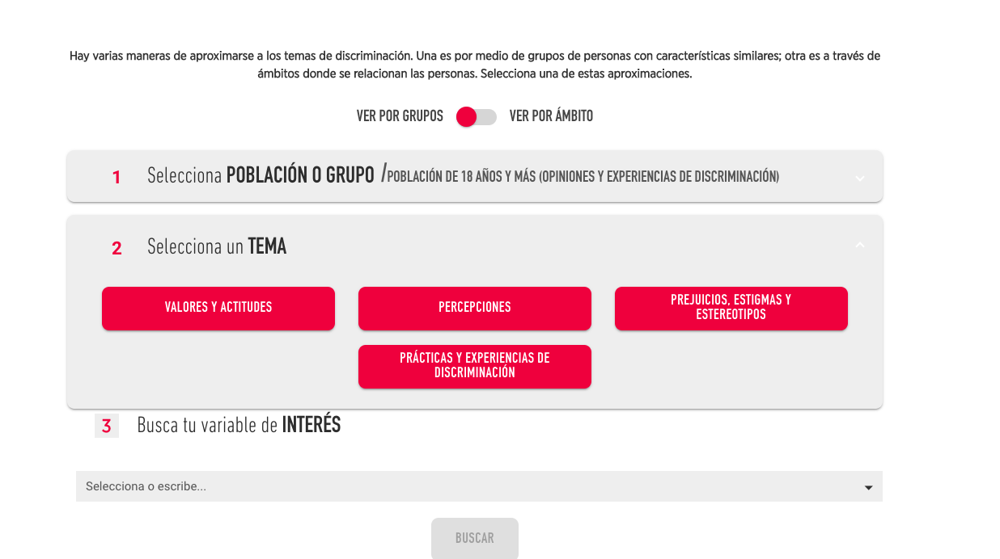 Hay varias maneras de aproximarse a los temas de discriminación. Una es por medio de grupos de personas con características similares; otra es a través de
ámbitos donde se relacionan las personas. Selecciona una de estas aproximaciones.
VER POR GRUPOS VER POR ÁMBITO
1 Selecciona POBLACIÓN O GRUPO /POBLACIÓN DE 18 AÑOS Y MÁS (OPINIONES Y EXPERIENCIAS DE DISCRIMINACIÓN)
2 Selecciona un TEMA
VALORES Y ACTITUDES
PERCEPCIONES
PREJUICIOS, ESTIGMAS Y
ESTEREOTIPOS
PRÁCTICAS Y EXPERIENCIAS DE
DISCRIMINACIÓN
3 Busca tu variable de INTERÉS
Selecciona o escribe...
BUSCAR